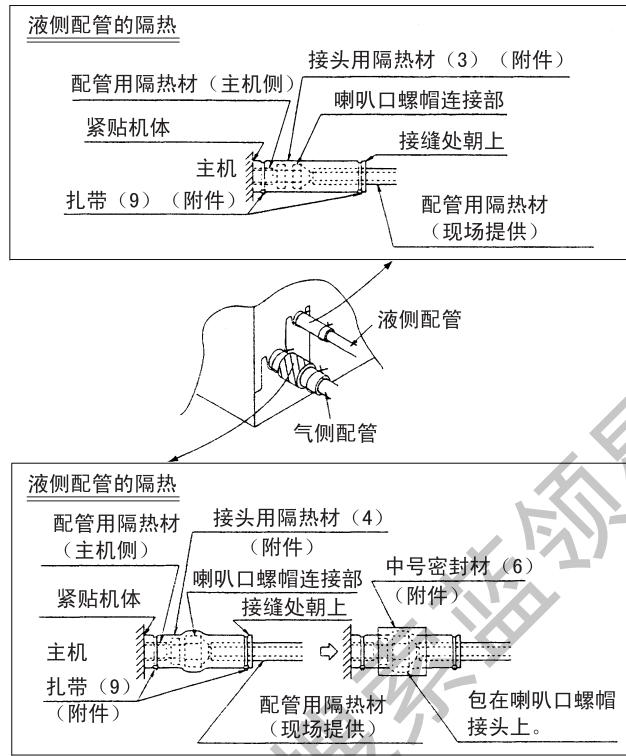 液侧配管的隔热
接头用隔热材（3）（附件）
配管用隔热材（主机侧）
喇叭口螺帽连接部
紧贴机体
接缝处朝上
主机
扎带（9）（附件）
配管用隔热材
（现场提供）
液侧配管
气侧配管
液侧配管的隔热
配管用隔热材
（主机侧）
接头用隔热材（4）
（附件）
中号密封材（6）
（附件）
喇叭口螺帽连接部
紧贴机体
接缝处朝上
主机
扎带（9）
（附件）
配管用隔热材
（现场提供）
包在喇叭口螺帽
接头上。
搜索蓝领星